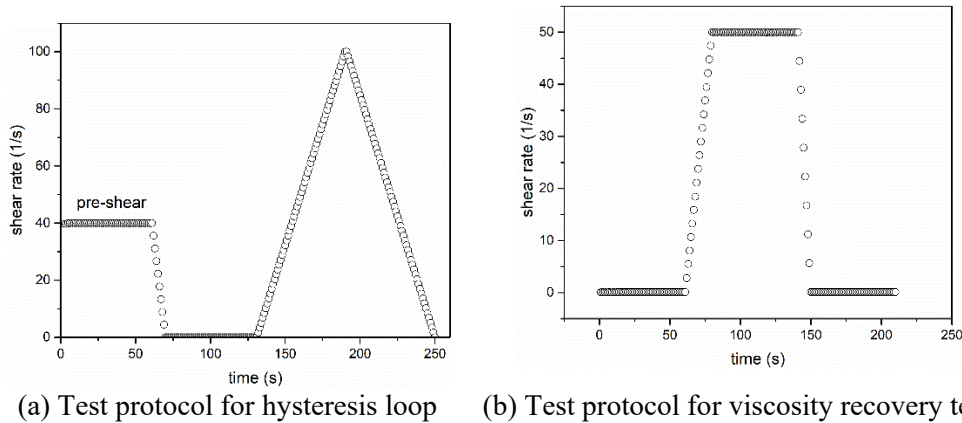 100
80
60
40
20
0
shear rate (1/s)
pre-shear
0 50 100 150 200 250
time (s)
50
40
30
20
10
0
shear rate (1/s)
0 50 100 150 200 250
time (s)
(a) Test protocol for hysteresis loop
(b) Test protocol for viscosity recovery te